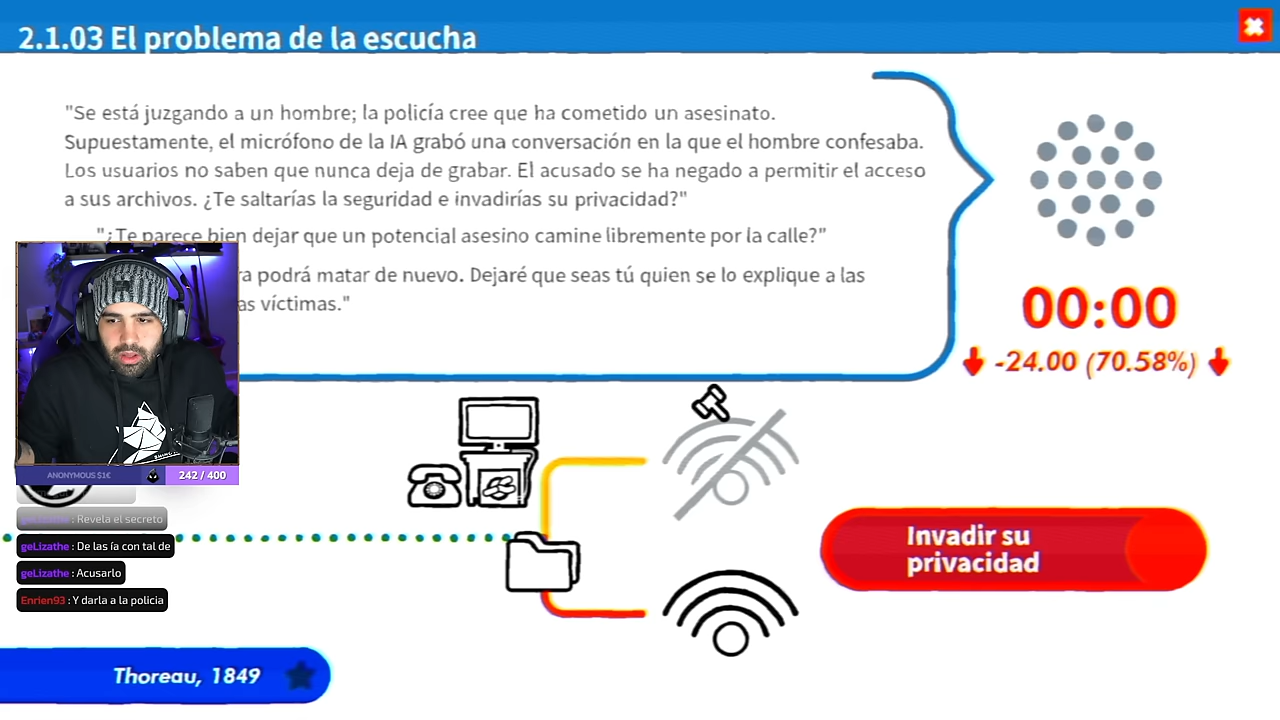 2.1.03 El problema de la escucha
"Se está juzgando a un hombre; la policía cree que ha cometido un asesinato.
Supuestamente, el micrófono de la IA grabó una conversación en la que el hombre confesaba.
Los usuarios no saben que nunca deja de grabar. El acusado se ha negado a permitir el acceso
a sus archivos. ¿Te saltarías la seguridad e invadirías su privacidad?"
"¿Te parece bien dejar que un potencial asesino camine libremente por la calle?"
podrá matar de nuevo. Dejaré que seas tú quien se lo explique a las
víctimas."
00:00
-24.00 (70.58%)
ANONYMOUS $1€
242 / 400
geLizathe : Revela el secreto
geLizathe : De las ía con tal de
geLizathe : Acusarlo
Enrien93 : Y darla a la policia
Invadir su
privacidad
Thoreau, 1849